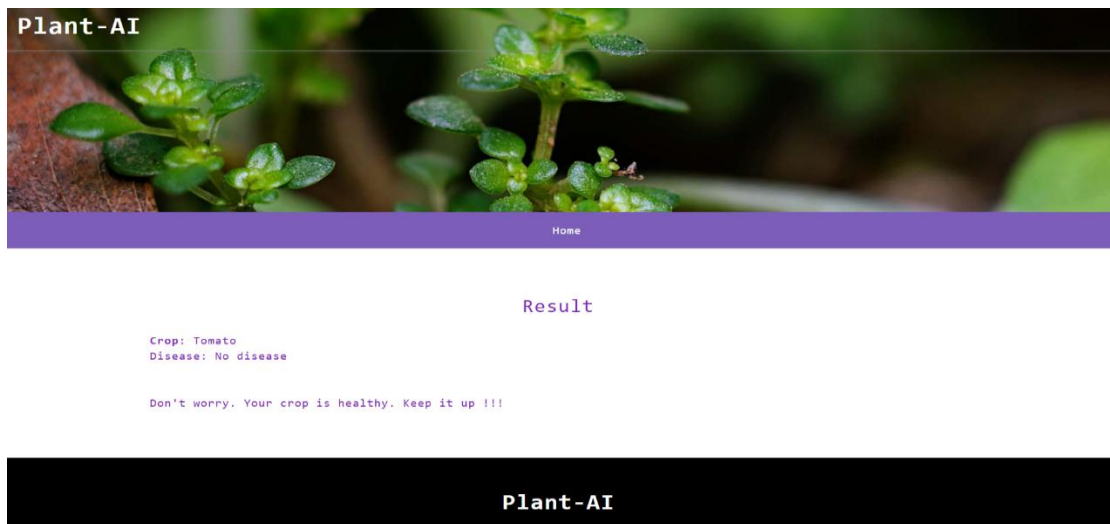 Plant-AI
Home
Result
Crop: Tomato
Disease: No disease
Don't worry. Your crop is healthy. Keep it up !!!
Plant-AI